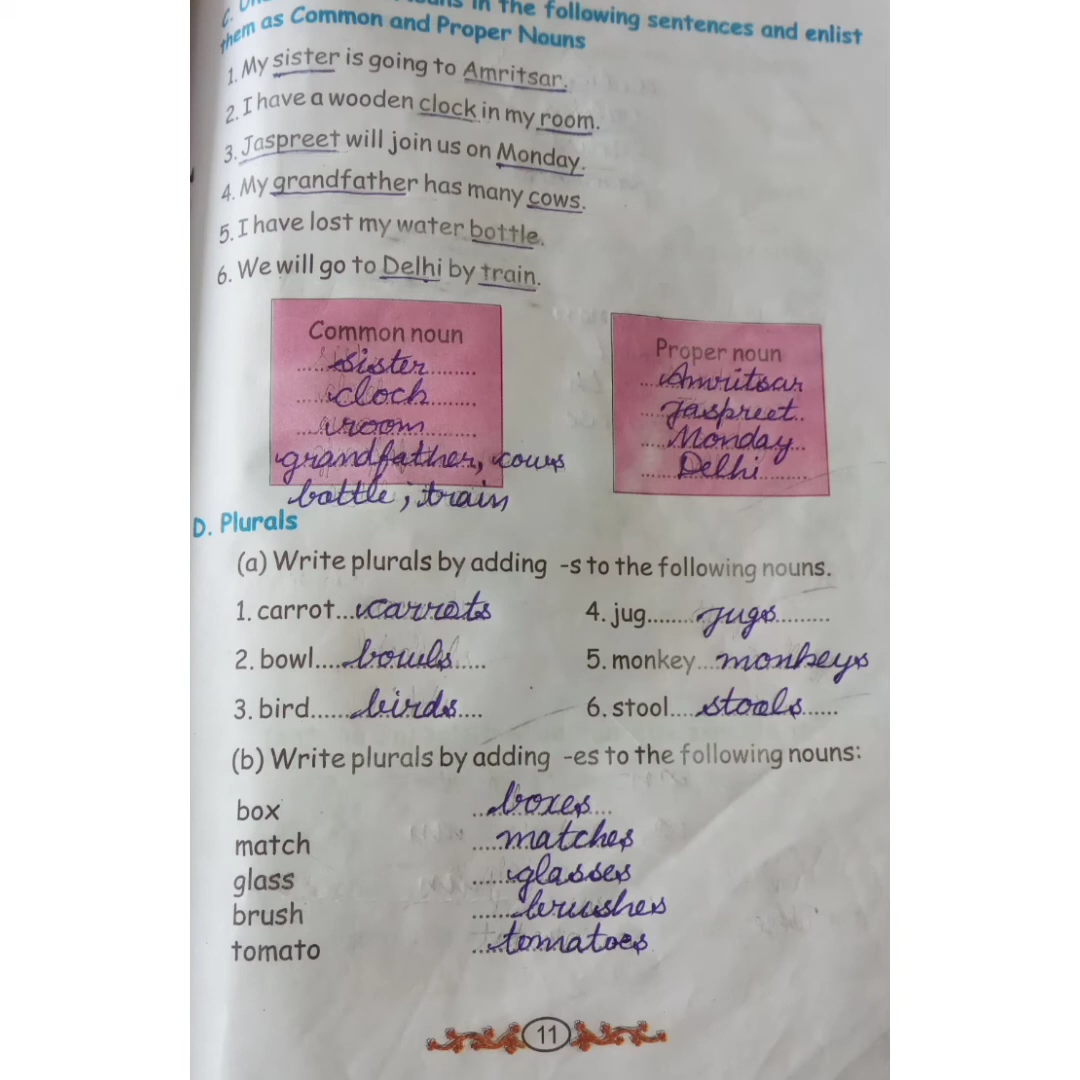 C. in the following sentences and enlist
them as Common and Proper Nouns
1. My sister is going to Amritsar.
2. I have a wooden clock in my room.
3. Jaspreet will join us on Monday.
4. My grandfather has many cows.
5. I have lost my water bottle.
6. We will go to Delhi by train.
Common noun
sister
clock
room
grandfather, cows
bottle, train
Proper noun
Amritsar
Jaspreet
Monday
Delhi
D. Plurals
(a) Write plurals by adding -s to the following nouns.
1. carrot...carrots 4. jug........jugs.........
2. bowl....bowls..... 5. monkey...monkeys
3. bird......birds.... 6. stool....stools......
(b) Write plurals by adding -es to the following nouns:
box ...boxes...
match ....matches
glass .....glasses
brush ......brushes
tomato ...tomatoes
11